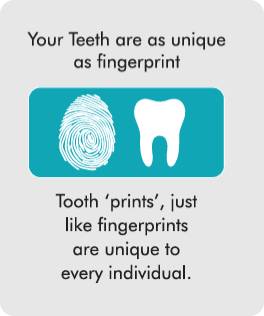 Your Teeth are as unique
as fingerprint
Tooth ‘prints’, just
like fingerprints
are unique to
every individual.